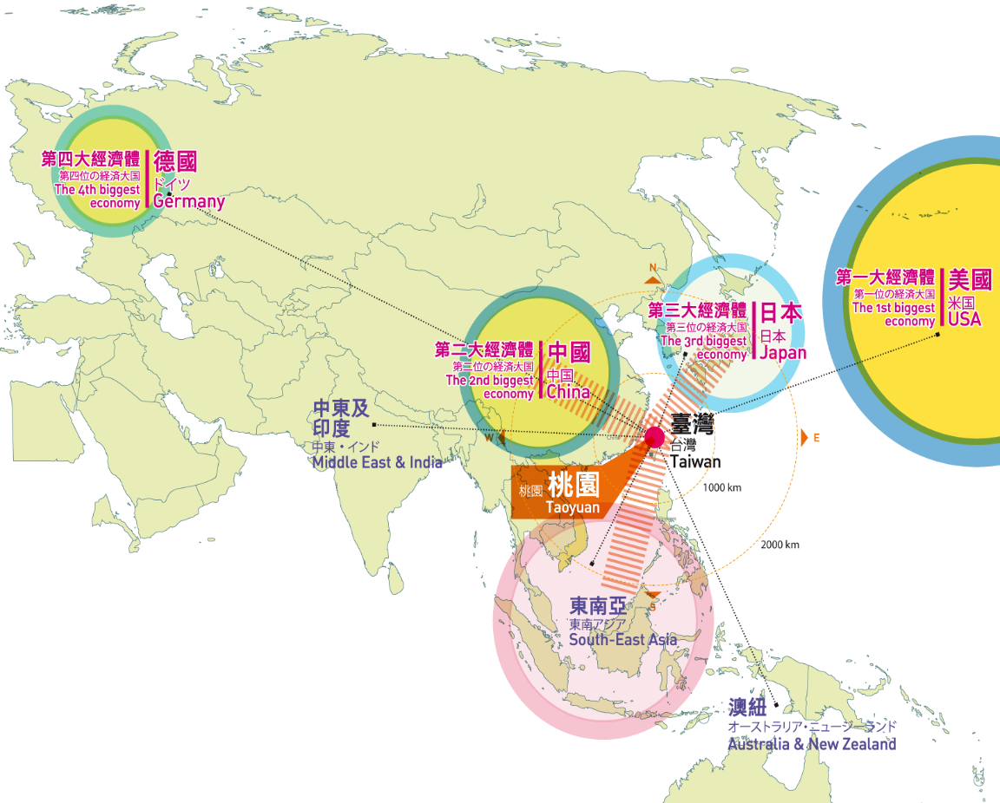 第四大經濟體
第四位の経済大国
The 4th biggest
economy
德國
ドイツ
Germany
第一大經濟體
第一位の経済大国
The 1st biggest
economy
美國
米国
USA
N
第三大經濟體
第三位の経済大国
The 3rd biggest
economy
日本
日本
Japan
第二大經濟體
第二位の経済大国
The 2nd biggest
economy
中國
中国
China
中東及
印度
中東・インド
Middle East & India
W
E
臺灣
台灣
Taiwan
桃園
桃園
Taoyuan
1000 km
2000 km
S
東南亞
東南アジア
South-East Asia
澳紐
オーストラリア・ニュージーランド
Australia & New Zealand